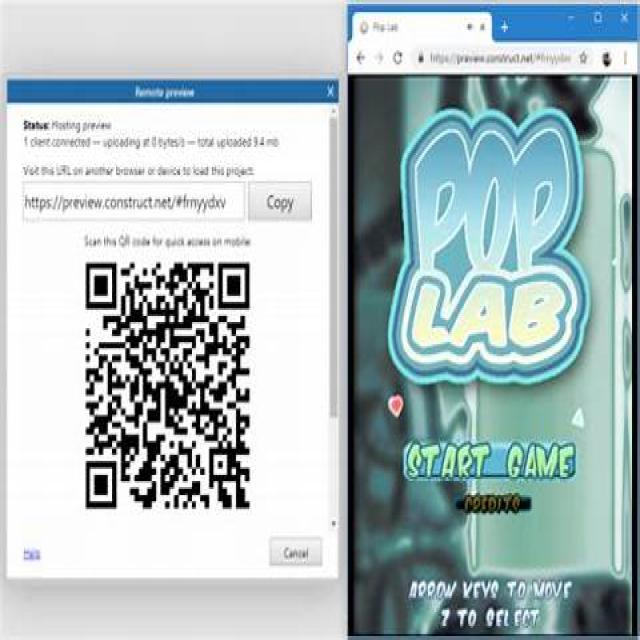 Remote preview X
Status: Hosting preview
1 client connected — uploading at 0 bytes/s — total uploaded 9.4 mb
Visit this URL on another browser or device to load this project:
https://preview.construct.net/#frnyydxv
Copy
Scan this QR code for quick access on mobile:
Help
Cancel
Pop Lab
https://preview.construct.net/#frnyydxv
POP
LAB
START GAME
CREDITS
ARROW KEYS TO MOVE
Z TO SELECT